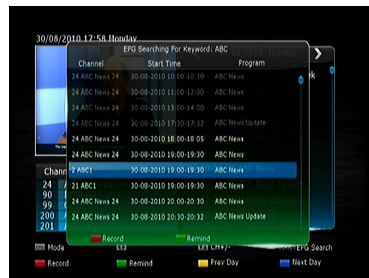 30/08/2010 17:58 Monday
EPG Searching For Keyword: ABC
Channel Start Time Program
24 ABC News 24 30-08-2010 10:00-10:30 ABC News
24 ABC News 24 30-08-2010 11:00-12:00 ABC News
24 ABC News 24 30-08-2010 13:00-14:00 ABC News
24 ABC News 24 30-08-2010 17:30-17:32 ABC News Update
24 ABC News 24 30-08-2010 18:00-18:05 ABC News
24 ABC News 24 30-08-2010 19:00-19:30 ABC News
2 ABC1 30-08-2010 19:00-19:30 ABC News
21 ABC1 30-08-2010 19:00-19:30 ABC News
24 ABC News 24 30-08-2010 20:00-20:30 ABC News
24 ABC News 24 30-08-2010 20:30-20:32 ABC News Update
Record Remind
Chann
24
90
99
200
201
Mode CH+/- EPG Search
Record Remind Prev Day Next Day